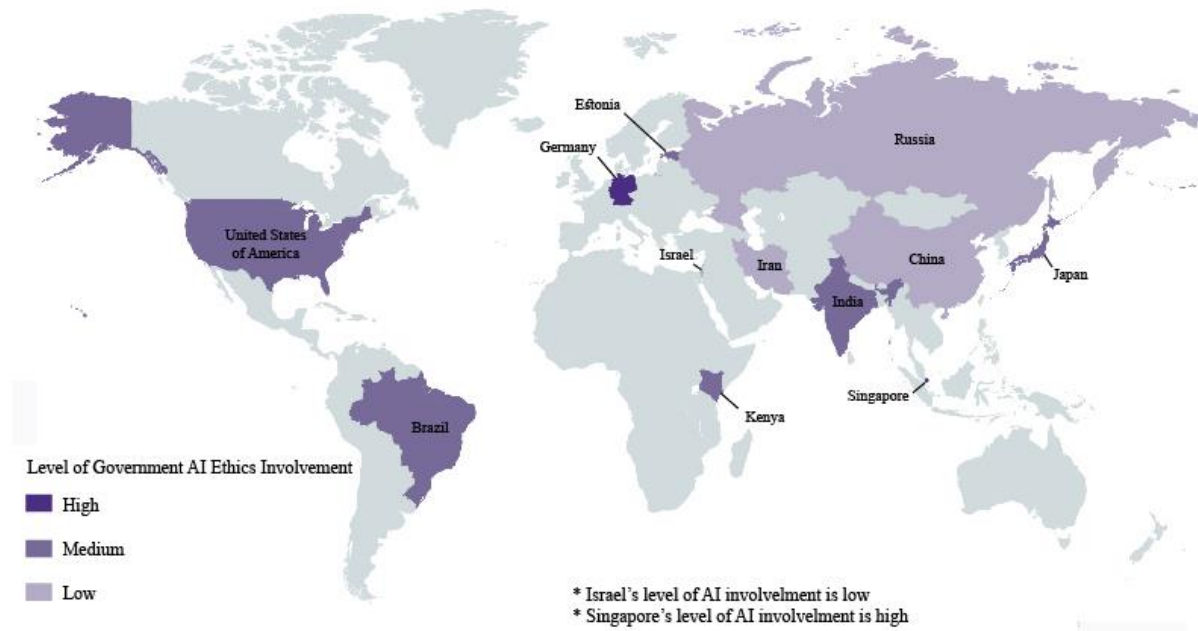 Estonia
Germany
Russia
United States
of America
Israel
Iran
China
Japan
India
Singapore
Kenya
Brazil
Level of Government AI Ethics Involvement
High
Medium
Low
* Israel's level of AI involvelment is low
* Singapore's level of AI involvelment is high